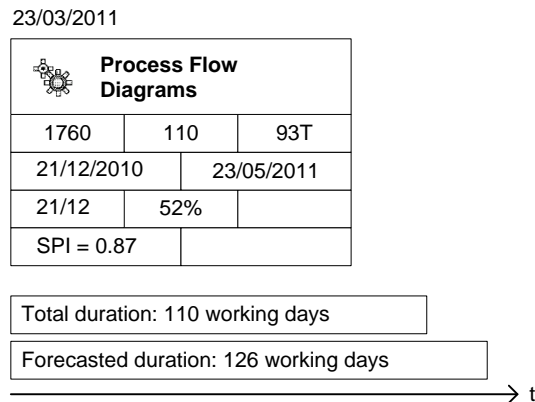 23/03/2011
Process Flow
Diagrams
1760 110 93T
21/12/2010 23/05/2011
21/12 52%
SPI = 0.87
Total duration: 110 working days
Forecasted duration: 126 working days
t